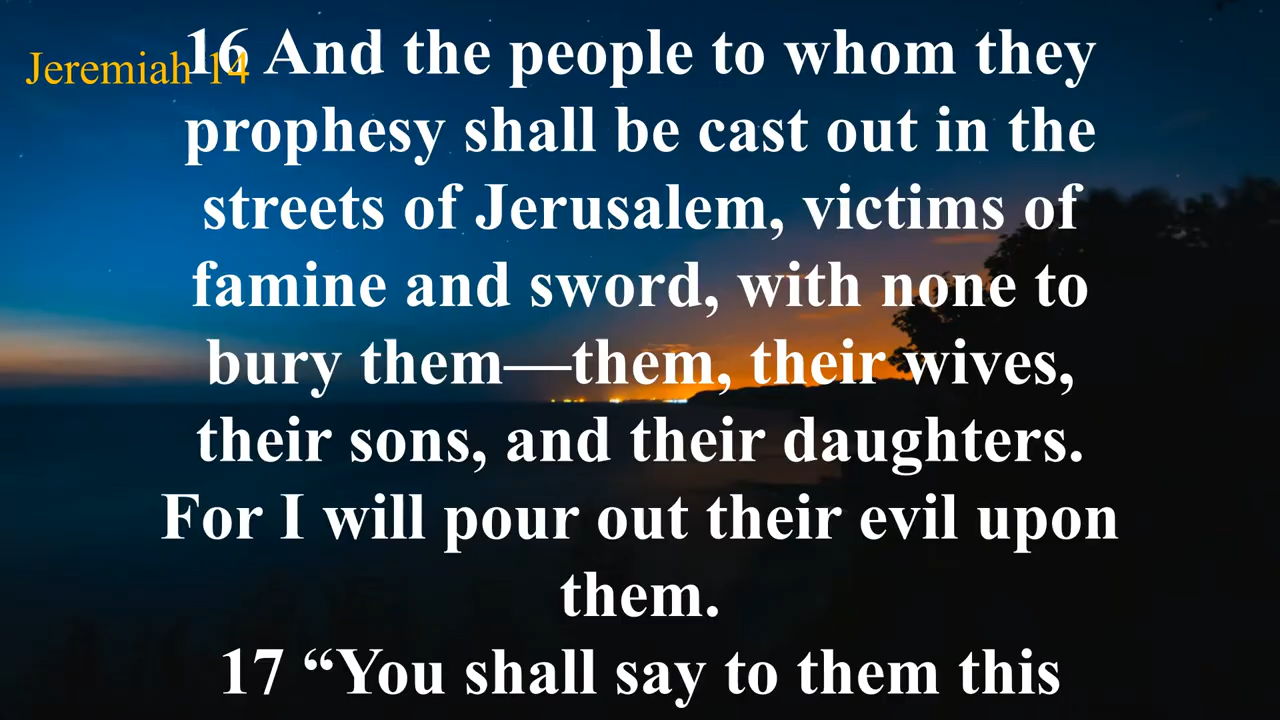 Jeremiah 14
16 And the people to whom they
prophesy shall be cast out in the
streets of Jerusalem, victims of
famine and sword, with none to
bury them—them, their wives,
their sons, and their daughters.
For I will pour out their evil upon
them.
17 “You shall say to them this